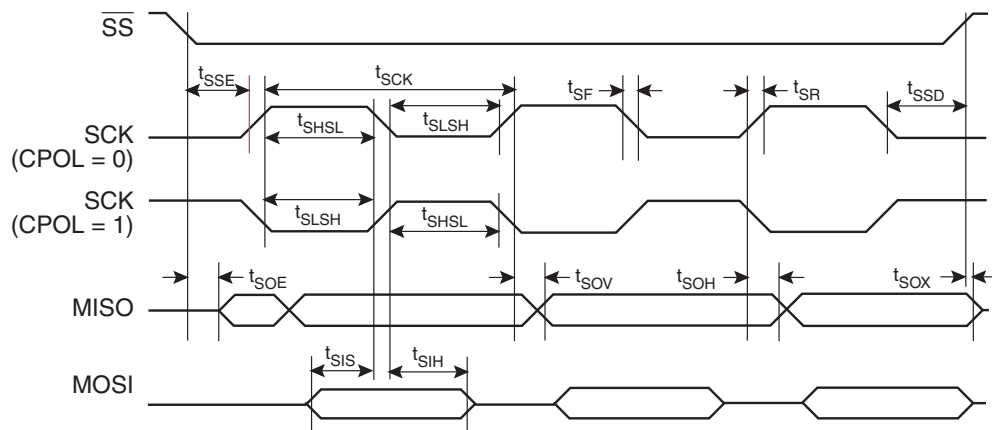 SS
tSSE
tSCK
tSF
tSR
tSSD
SCK
(CPOL = 0)
tSHSL
tSLSH
SCK
(CPOL = 1)
tSLSH
tSHSL
tSOE
tSOV
tSOH
tSOX
MISO
tSIS
tSIH
MOSI